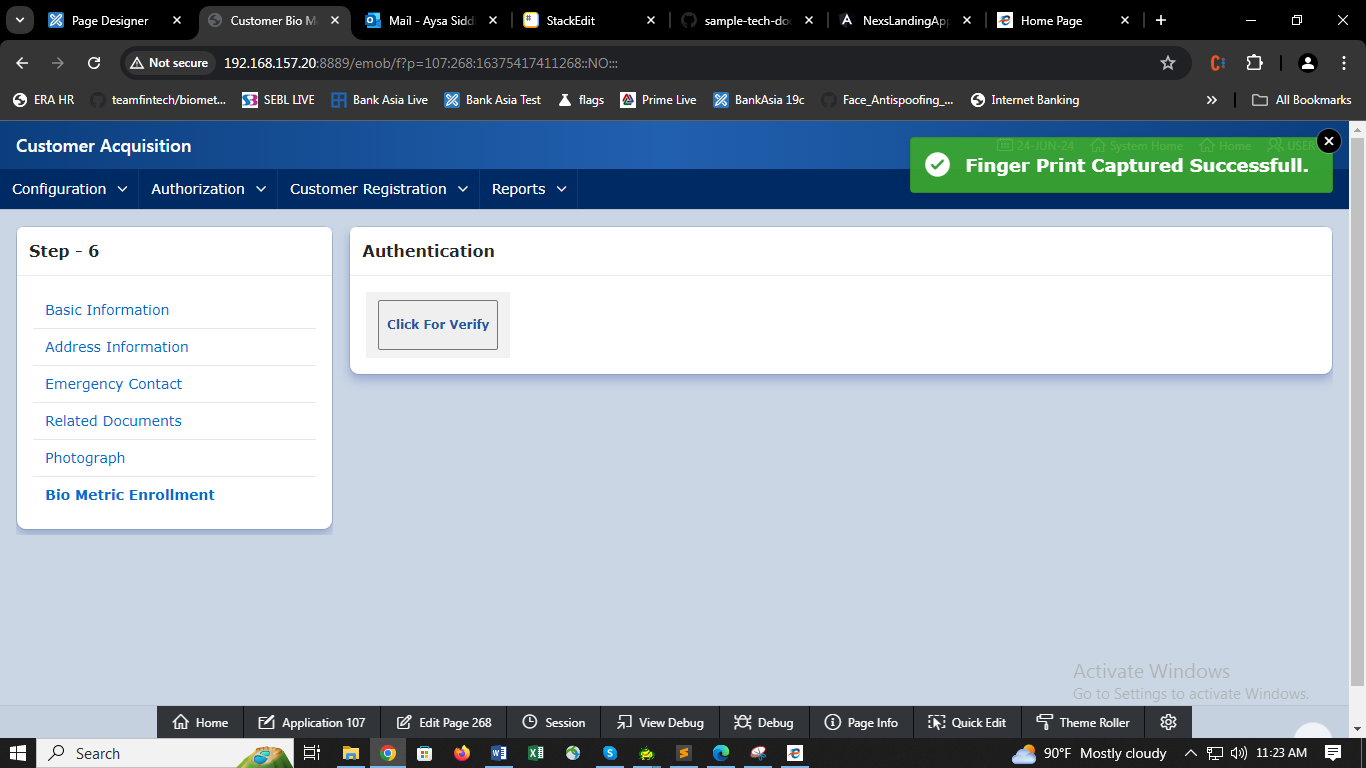 Page Designer
Customer Bio M
Mail - Aysa Siddi
StackEdit
sample-tech-doc
NexsLandingApp
Home Page
Not secure
192.168.157.20:8889/emob/f?p=107:268:16375417411268::NO:::
ERA HR
teamfintech/biomet...
SEBL LIVE
Bank Asia Live
Bank Asia Test
flags
Prime Live
BankAsia 19c
Face_Antispoofing_...
Internet Banking
All Bookmarks
Customer Acquisition
24-JUN-24
System Home
Home
USER
Finger Print Captured Successfull.
Configuration
Authorization
Customer Registration
Reports
Step - 6
Basic Information
Address Information
Emergency Contact
Related Documents
Photograph
Bio Metric Enrollment
Authentication
Click For Verify
Activate Windows
Go to Settings to activate Windows.
Home
Application 107
Edit Page 268
Session
View Debug
Debug
Page Info
Quick Edit
Theme Roller
Search
90°F Mostly cloudy
11:23 AM